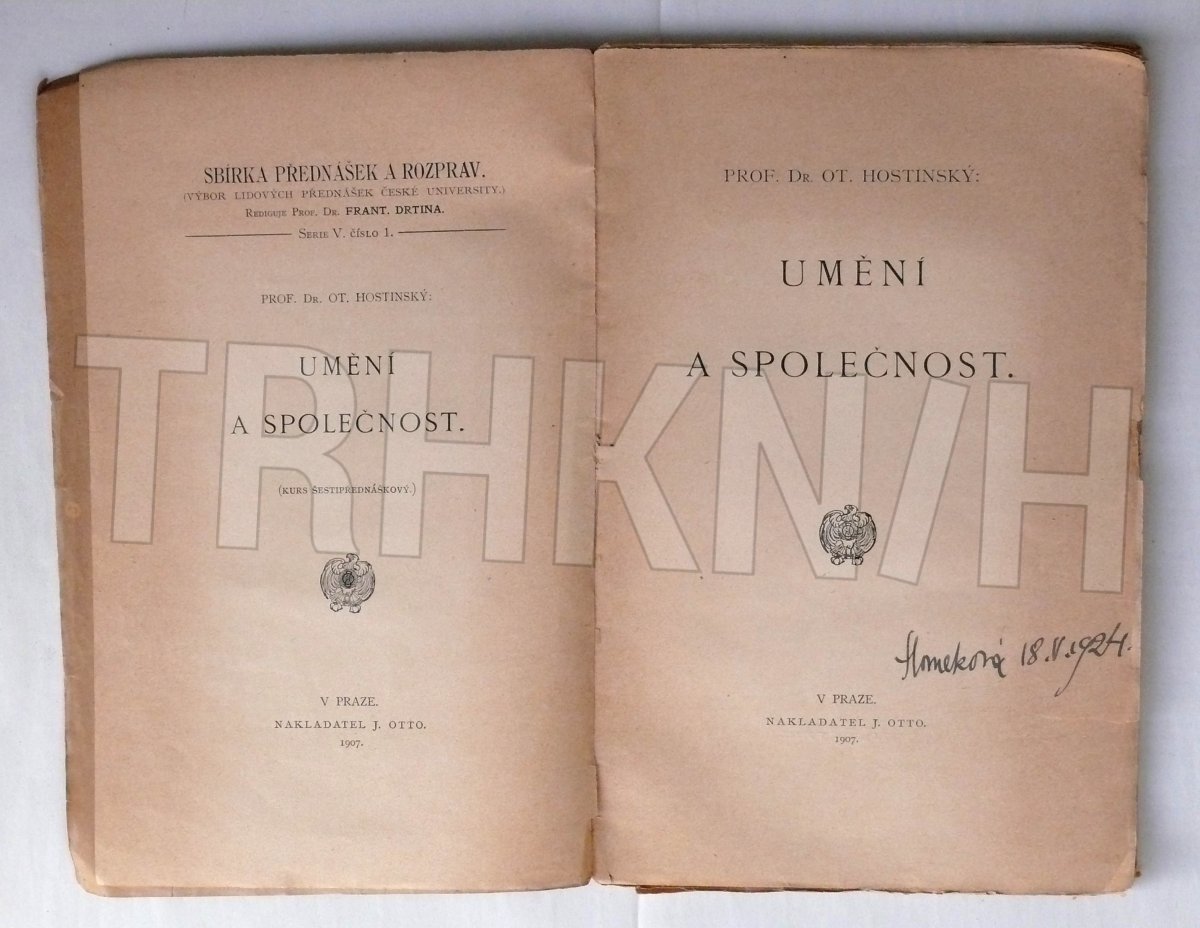 SBÍRKA PŘEDNÁŠEK A ROZPRAV.
(VÝBOR LIDOVÝCH PŘEDNÁŠEK ČESKÉ UNIVERSITY.)
REDIGUJE PROF. DR. FRANT. DRTINA.
SERIE V. ČÍSLO 1.
PROF. DR. OT. HOSTINSKÝ:
UMĚNÍ
A SPOLEČNOST.
(KURS ŠESTIPŘEDNÁŠKOVÝ.)
V PRAZE.
NAKLADATEL J. OTTO.
1907.
PROF. DR. OT. HOSTINSKÝ:
UMĚNÍ
A SPOLEČNOST.
18.V.1924.
V PRAZE.
NAKLADATEL J. OTTO.
1907.
TRHKNIH